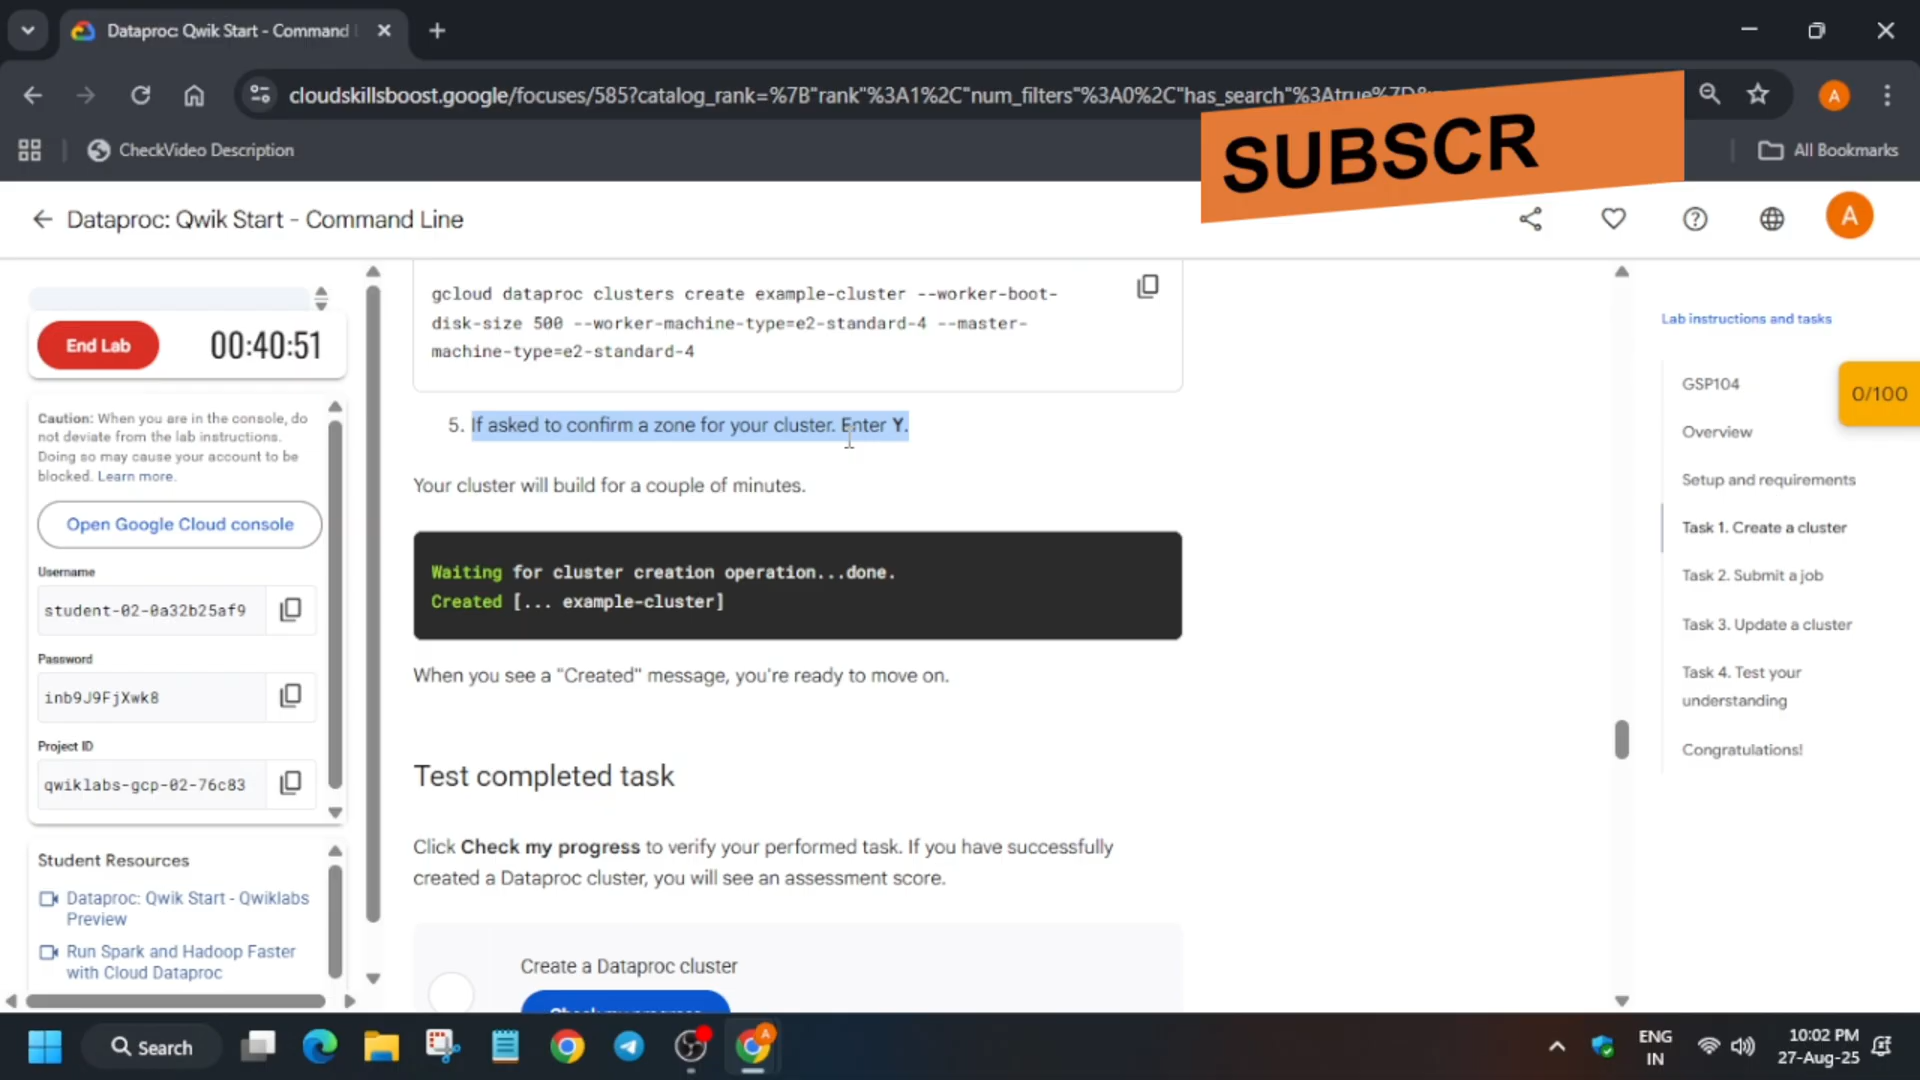 Dataproc: Qwik Start - Command
cloudskillsboost.google/focuses/585?catalog_rank=%7B"rank"%3A1%2C"num_filters"%3A0%2C"has_search"%3Atrue%7D&
CheckVideo Description
All Bookmarks
SUBSCR
Dataproc: Qwik Start - Command Line
A
A
End Lab
00:40:51
Caution: When you are in the console, do
not deviate from the lab instructions.
Doing so may cause your account to be
blocked. Learn more.
Open Google Cloud console
Username
student-02-0a32b25af9
Password
inb9J9FjXwk8
Project ID
qwiklabs-gcp-02-76c83
Student Resources
Dataproc: Qwik Start - Qwiklabs
Preview
Run Spark and Hadoop Faster
with Cloud Dataproc
gcloud dataproc clusters create example-cluster --worker-boot-
disk-size 500 --worker-machine-type=e2-standard-4 --master-
machine-type=e2-standard-4
5. If asked to confirm a zone for your cluster. Enter Y.
Your cluster will build for a couple of minutes.
Waiting for cluster creation operation...done.
Created [... example-cluster]
When you see a "Created" message, you're ready to move on.
Test completed task
Click Check my progress to verify your performed task. If you have successfully
created a Dataproc cluster, you will see an assessment score.
Create a Dataproc cluster
Check my progress
Lab instructions and tasks
GSP104
0/100
Overview
Setup and requirements
Task 1. Create a cluster
Task 2. Submit a job
Task 3. Update a cluster
Task 4. Test your
understanding
Congratulations!
Search
A
ENG
IN
10:02 PM
27-Aug-25